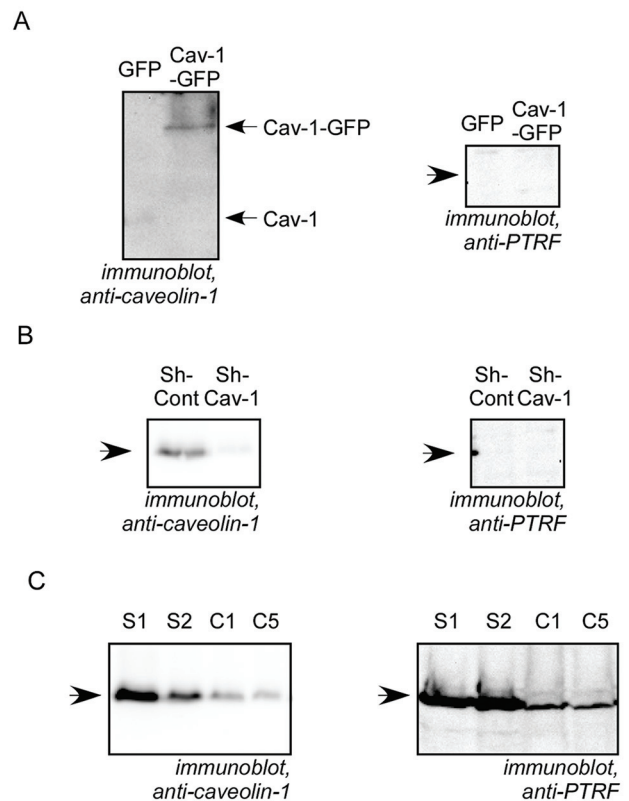 A
GFP Cav-1
-GFP
Cav-1-GFP
Cav-1
immunoblot,
anti-caveolin-1
GFP Cav-1
-GFP
immunoblot,
anti-PTRF
B
Sh- Sh-
Cont Cav-1
immunoblot,
anti-caveolin-1
Sh- Sh-
Cont Cav-1
immunoblot,
anti-PTRF
C
S1 S2 C1 C5
immunoblot,
anti-caveolin-1
S1 S2 C1 C5
immunoblot,
anti-PTRF